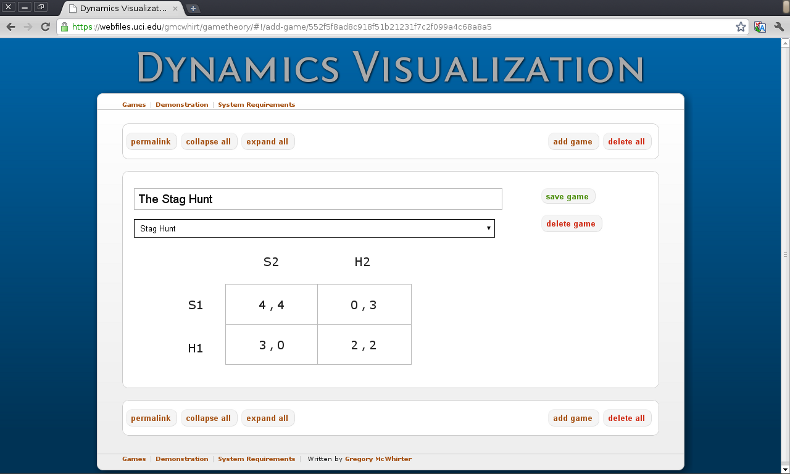 Dynamics Visualizat...
https://webfiles.uci.edu/gmcwhirt/gametheory/#!/add-game/552f5f8ad8c918f51b21231f7c2f099a4c68a8a5
Dynamics Visualization
Games | Demonstration | System Requirements
permalink collapse all expand all add game delete all
The Stag Hunt save game
Stag Hunt delete game
S2 H2
S1 4 , 4 0 , 3
H1 3 , 0 2 , 2
permalink collapse all expand all add game delete all
Games | Demonstration | System Requirements | Written by Gregory McWhirter